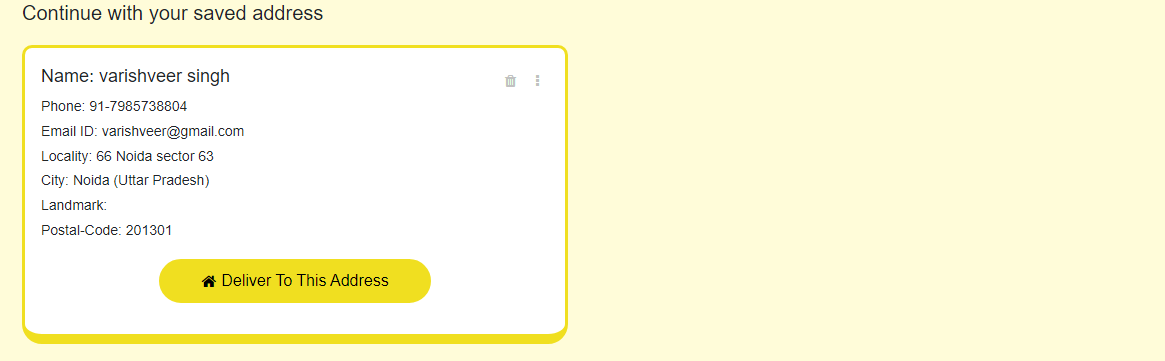 Continue with your saved address
Name: varishveer singh
Phone: 91-7985738804
Email ID: varishveer@gmail.com
Locality: 66 Noida sector 63
City: Noida (Uttar Pradesh)
Landmark:
Postal-Code: 201301
Deliver To This Address